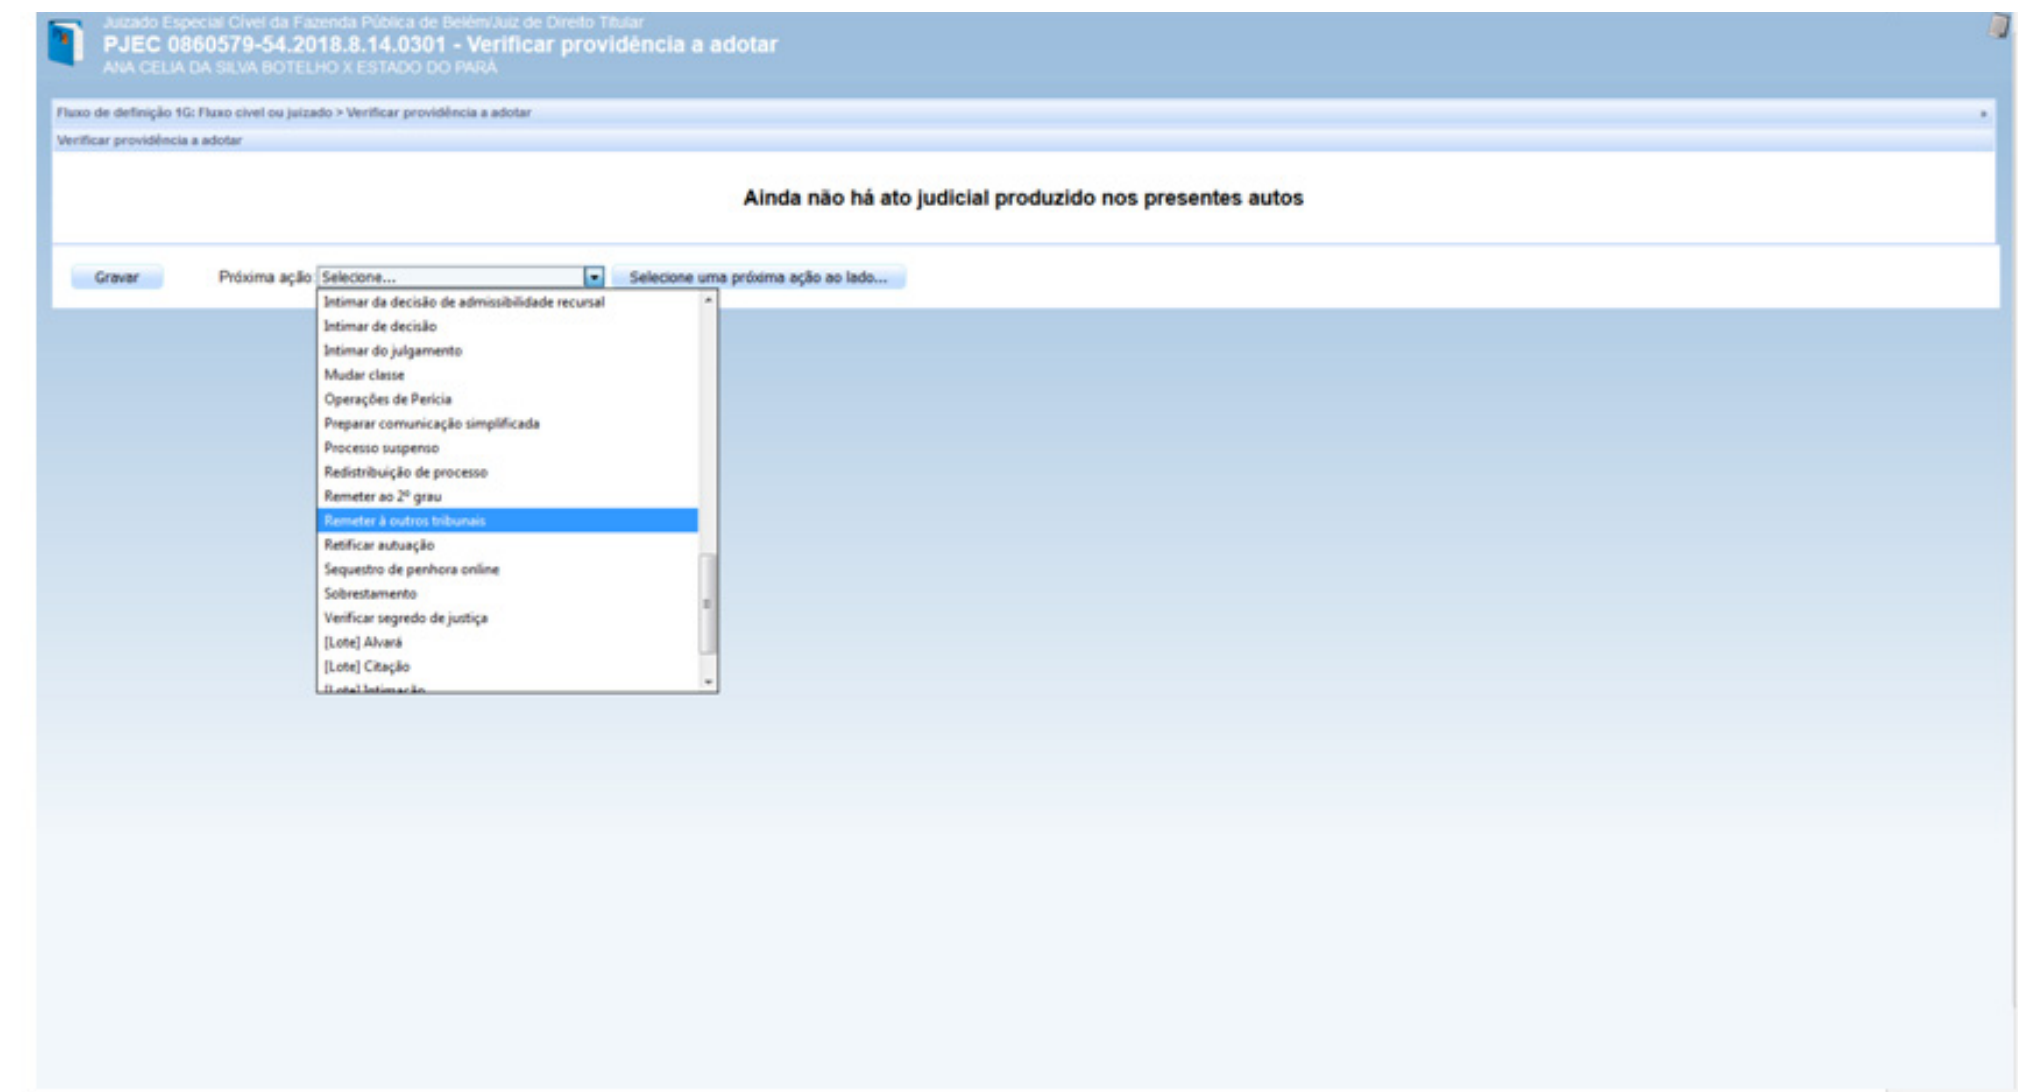 Juizado Especial Cível da Fazenda Pública de Belém/Juiz de Direito Titular
PJEC 0860579-54.2018.8.14.0301 - Verificar providência a adotar
ANA CELIA DA SILVA BOTELHO X ESTADO DO PARÁ
Fluxo de definição 1G: Fluxo cível ou juizado > Verificar providência a adotar
Verificar providência a adotar
Ainda não há ato judicial produzido nos presentes autos
Gravar Próxima ação: Selecione... Selecione uma próxima ação ao lado...
Intimar da decisão de admissibilidade recursal
Intimar de decisão
Intimar do julgamento
Mudar classe
Operações de Perícia
Preparar comunicação simplificada
Processo suspenso
Redistribuição de processo
Remeter ao 2º grau
Remeter à outros tribunais
Retificar autuação
Sequestro de penhora online
Sobrestamento
Verificar segredo de justiça
[Lote] Alvará
[Lote] Citação
[Lote] Intimação